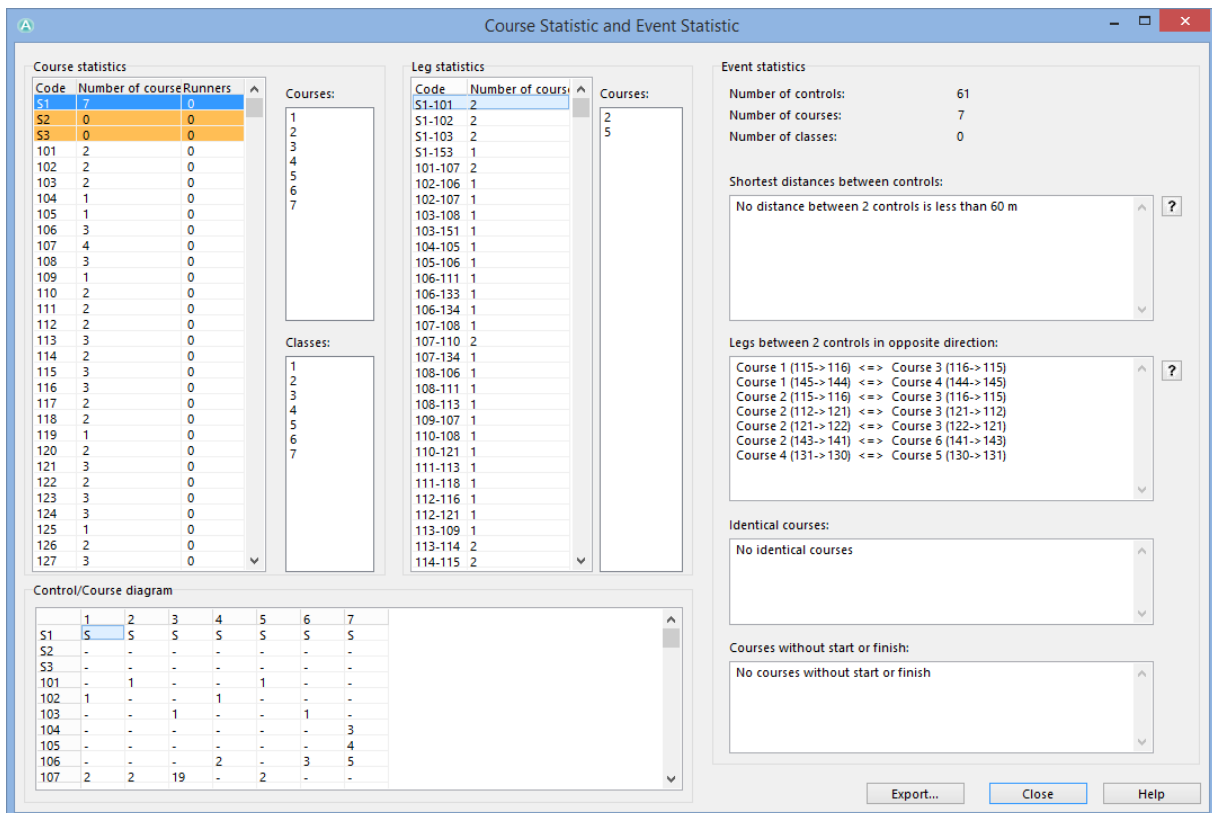 Course Statistic and Event Statistic
Course statistics
Code Number of course Runners
S1 7 0
S2 0 0
S3 0 0
101 2 0
102 2 0
103 2 0
104 1 0
105 1 0
106 3 0
107 4 0
108 3 0
109 1 0
110 2 0
111 2 0
112 2 0
113 3 0
114 2 0
115 3 0
116 3 0
117 2 0
118 2 0
119 1 0
120 2 0
121 3 0
122 2 0
123 3 0
124 3 0
125 1 0
126 2 0
127 3 0
Courses:
1
2
3
4
5
6
7
Classes:
1
2
3
4
5
6
7
Leg statistics
Code Number of cours
S1-101 2
S1-102 2
S1-103 2
S1-153 1
101-107 2
102-106 1
102-107 1
103-108 1
103-151 1
104-105 1
105-106 1
106-111 1
106-133 1
106-134 1
107-108 1
107-110 2
107-134 1
108-106 1
108-111 1
108-113 1
109-107 1
110-108 1
110-121 1
111-113 1
111-118 1
112-116 1
112-121 1
113-109 1
113-114 2
114-115 2
Courses:
2
5
Event statistics
Number of controls: 61
Number of courses: 7
Number of classes: 0
Shortest distances between controls:
No distance between 2 controls is less than 60 m
?
Legs between 2 controls in opposite direction:
Course 1 (115->116) <=> Course 3 (116->115)
Course 1 (145->144) <=> Course 4 (144->145)
Course 2 (115->116) <=> Course 3 (116->115)
Course 2 (112->121) <=> Course 3 (121->112)
Course 2 (121->122) <=> Course 3 (122->121)
Course 2 (143->141) <=> Course 6 (141->143)
Course 4 (131->130) <=> Course 5 (130->131)
?
Identical courses:
No identical courses
Courses without start or finish:
No courses without start or finish
Control/Course diagram
1 2 3 4 5 6 7
S1 S S S S S S S
S2 - - - - - - -
S3 - - - - - - -
101 - 1 - - 1 - -
102 1 - - 1 - - -
103 - - 1 - - 1 -
104 - - - - - - 3
105 - - - - - - 4
106 - - - 2 - 3 5
107 2 2 19 - 2 - -
Export... Close Help